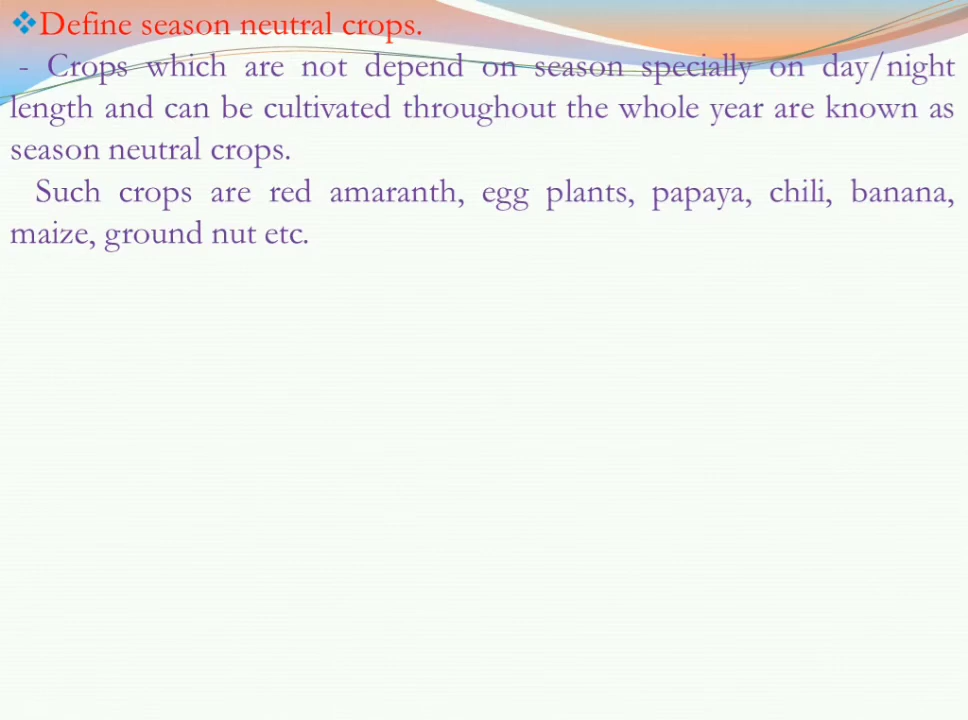 ❖Define season neutral crops.
- Crops which are not depend on season specially on day/night
length and can be cultivated throughout the whole year are known as
season neutral crops.
Such crops are red amaranth, egg plants, papaya, chili, banana,
maize, ground nut etc.